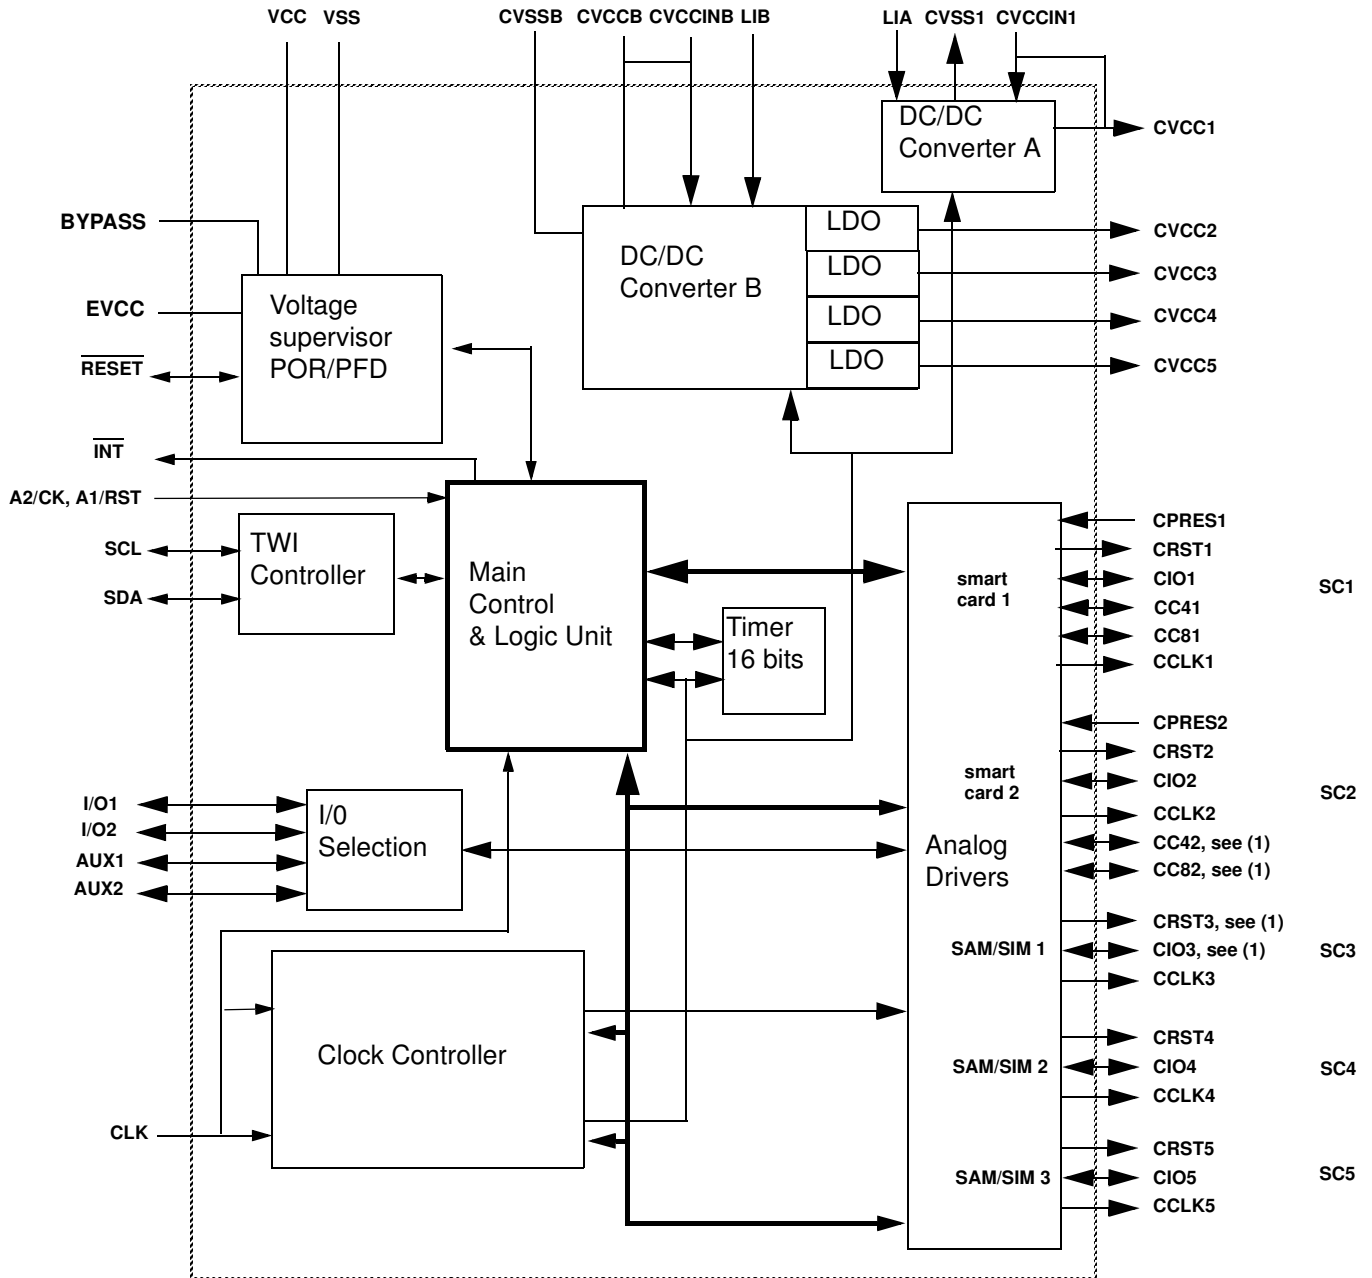 VCC VSS CVSSB CVCCB CVCCINB LIB LIA CVSS1 CVCCIN1
DC/DC
Converter A
CVCC1
BYPASS
EVCC
RESET
Voltage
supervisor
POR/PFD
DC/DC
Converter B
LDO
LDO
LDO
LDO
CVCC2
CVCC3
CVCC4
CVCC5
INT
A2/CK, A1/RST
SCL
SDA
TWI
Controller
Main
Control
& Logic Unit
Timer
16 bits
smart
card 1
CPRES1
CRST1
CIO1
CC41
CC81
CCLK1
SC1
I/O1
I/O2
AUX1
AUX2
I/0
Selection
smart
card 2
Analog
Drivers
CPRES2
CRST2
CIO2
CCLK2
CC42, see (1)
CC82, see (1)
SC2
SAM/SIM 1
CRST3, see (1)
CIO3, see (1)
CCLK3
SC3
Clock Controller
CLK
SAM/SIM 2
CRST4
CIO4
CCLK4
SC4
SAM/SIM 3
CRST5
CIO5
CCLK5
SC5